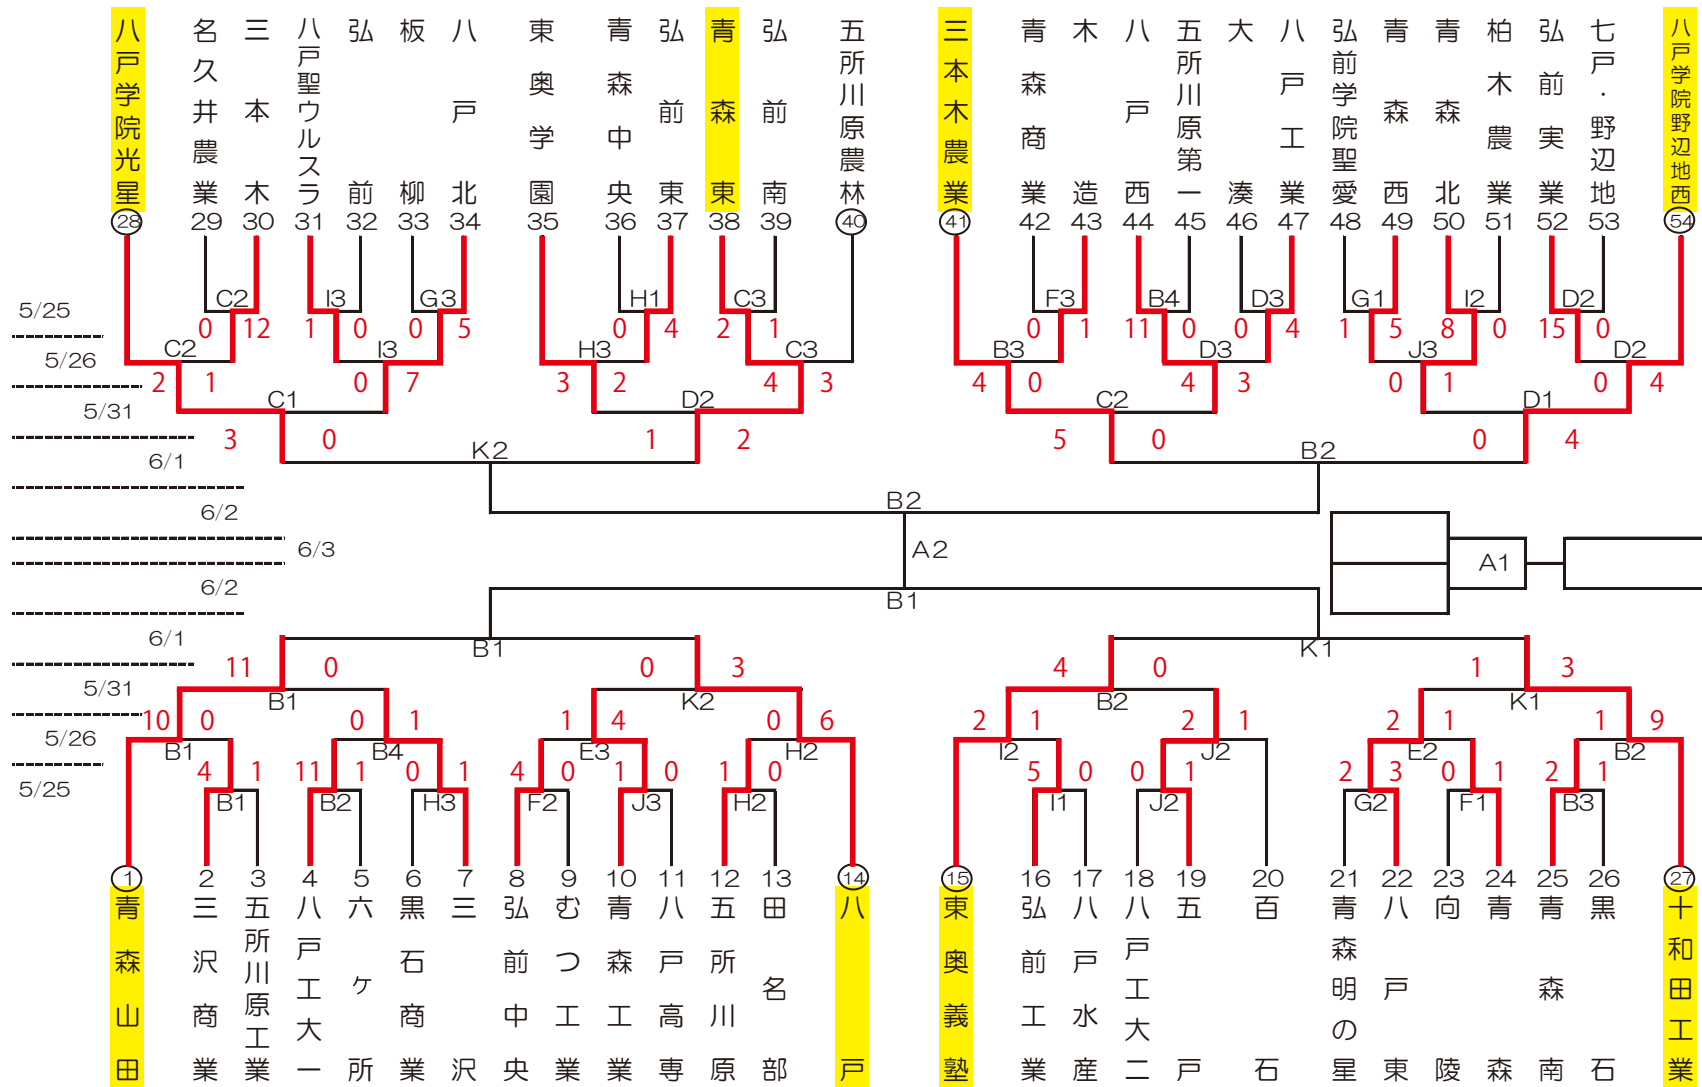 八戸学院光星 名久井農業 三本木 八戸聖ウルスラ 弘前 板柳 八戸北 東奥学園 青森中央 弘前東 青森東 弘前南 五所川原農林 三本木農業 青森商業 木造 八戸西 五所川原第一 大湊 八戸工業 弘前学院聖愛 青森西 青森北 柏木農業 弘前実業 七戸・野辺地 八戸学院野辺地西
28 29 30 31 32 33 34 35 36 37 38 39 40 41 42 43 44 45 46 47 48 49 50 51 52 53 54
C2 I3 G3 H1 C3 F3 B4 D3 G1 I2 D2
5/25
0 12 1 0 0 5 0 4 2 1 0 1 11 0 0 4 1 5 8 0 15 0
C2 I3 H3 C3 B3 D3 J3 D2
5/26
2 1 0 7 3 2 4 3 4 0 4 3 0 1 0 4
C1 D2 C2 D1
5/31
3 0 1 2 5 0 0 4
K2 B2
6/1
B2
6/2
6/3
A2 A1
6/2
B1
6/1
B1 K1
11 0 0 3 4 0 1 3
5/31
B1 K2 B2 K1
10 0 0 1 1 4 0 6 2 1 2 1 2 1 1 9
5/26
B1 B4 E3 H2 I2 J2 E2 B2
4 1 11 1 0 1 4 0 1 0 1 0 5 0 0 1 2 3 0 1 2 1
5/25
B1 B2 H3 F2 J3 H2 I1 J2 G2 F1 B3
1 2 3 4 5 6 7 8 9 10 11 12 13 14 15 16 17 18 19 20 21 22 23 24 25 26 27
青森山田 三沢商業 五所川原工業 八戸工大一 六ヶ所 黒石商業 三沢 弘前中央 むつ工業 青森工業 八戸高専 五所川原 田名部 八戸 東奥義塾 弘前工業 八戸水産 八戸工大二 五戸 百石 青森明の星 八戸東 向陵 青森 青森南 黒石 十和田工業